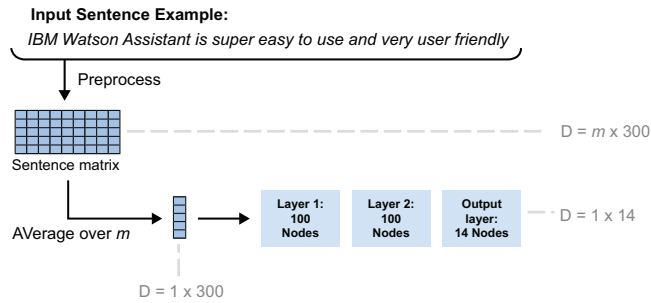 Input Sentence Example:
IBM Watson Assistant is super easy to use and very user friendly
Preprocess
D = m x 300
Sentence matrix
Layer 1:
100
Nodes
Layer 2:
100
Nodes
Output
layer:
14 Nodes
D = 1 x 14
AVerage over m
D = 1 x 300